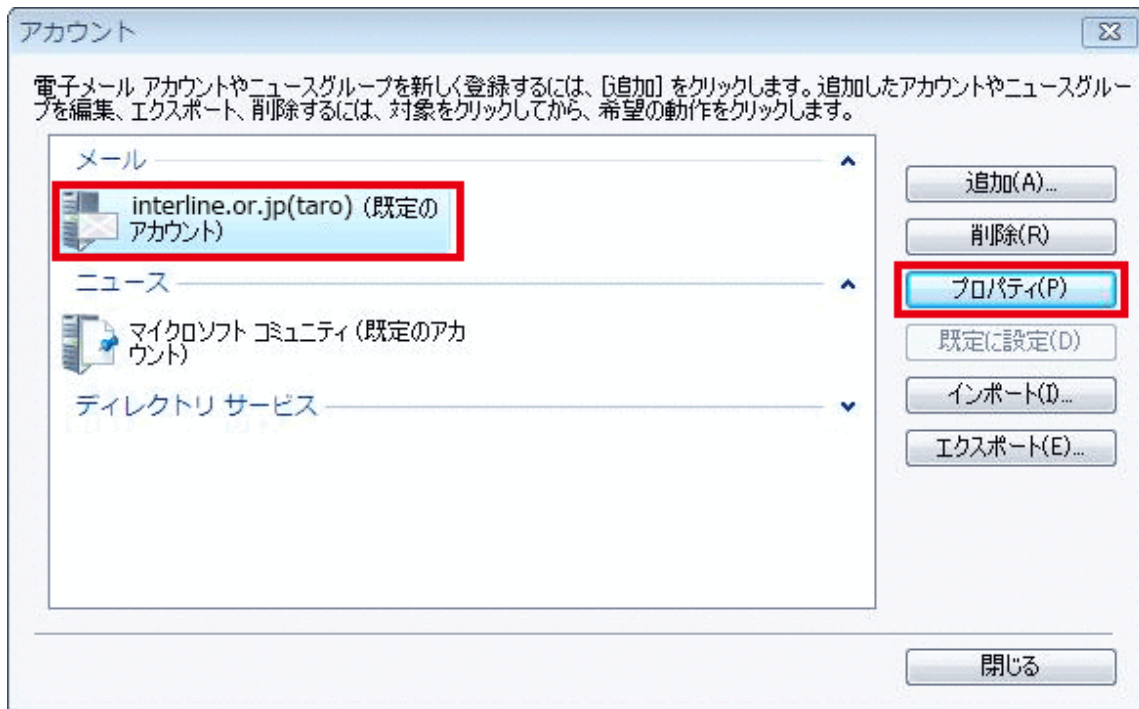 アカウント
電子メール アカウントやニュースグループを新しく登録するには、[追加] をクリックします。追加したアカウントやニュースグルー
プを編集、エクスポート、削除するには、対象をクリックしてから、希望の動作をクリックします。
メール
interline.or.jp(taro) (既定の
アカウント)
ニュース
マイクロソフト コミュニティ (既定のアカ
ウント)
ディレクトリ サービス
追加(A)...
削除(R)
プロパティ(P)
既定に設定(D)
インポート(I)...
エクスポート(E)...
閉じる